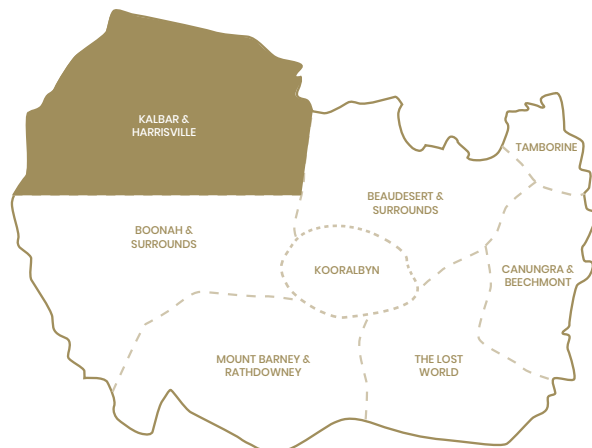 KALBAR &
HARRISVILLE
TAMBORINE
BEAUDESERT &
SURROUNDS
BOONAH &
SURROUNDS
KOORALBYN
CANUNGRA &
BEECHMONT
MOUNT BARNEY &
RATHDOWNEY
THE LOST
WORLD